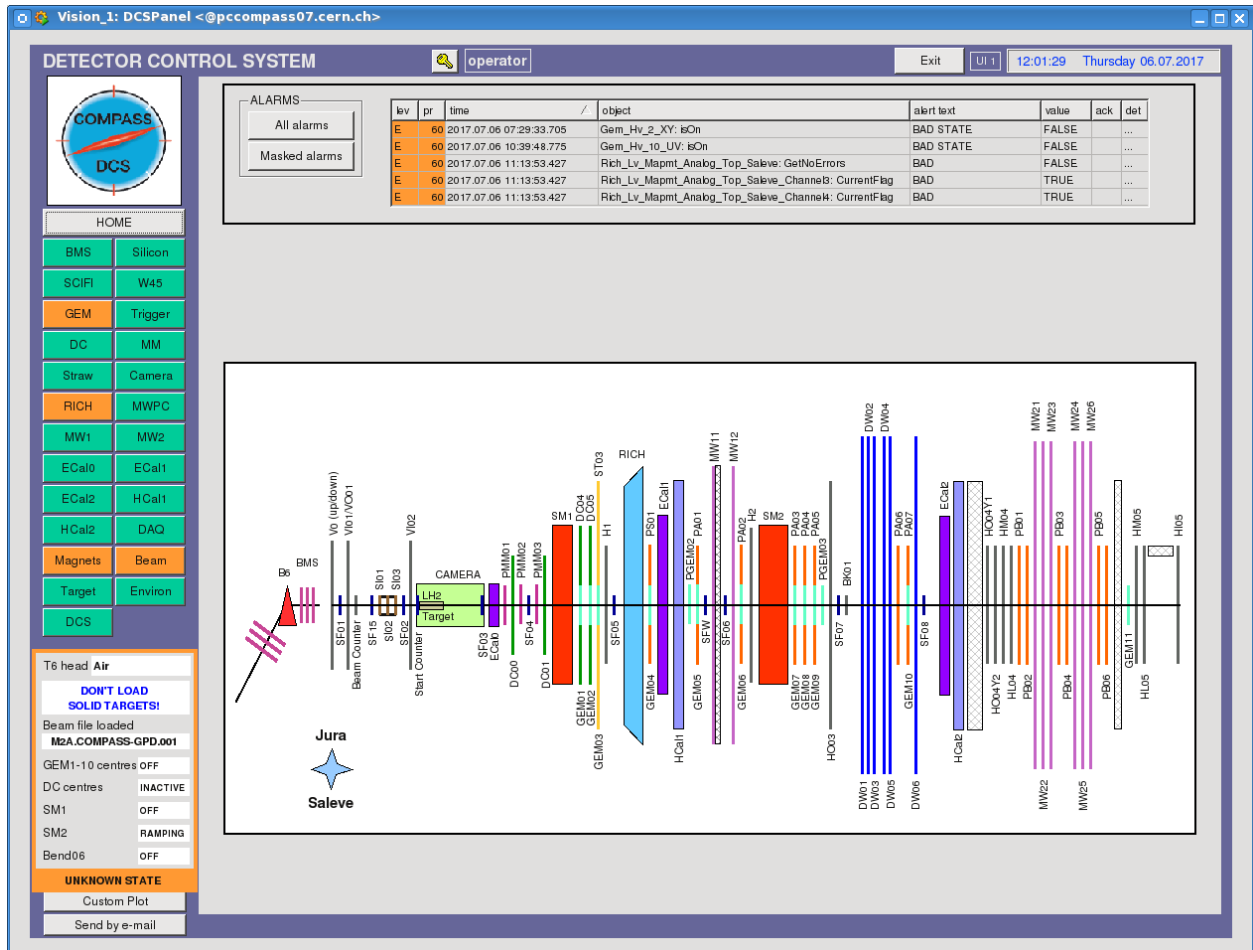 Vision_1: DCSPanel <@pccompass07.cern.ch>
DETECTOR CONTROL SYSTEM
operator
Exit
UI 1
12:01:29 Thursday 06.07.2017
COMPASS
DCS
HOME
BMS Silicon
SCIFI W45
GEM Trigger
DC MM
Straw Camera
RICH MWPC
MW1 MW2
ECal0 ECal1
ECal2 HCal1
HCal2 DAQ
Magnets Beam
Target Environ
DCS
T6 head Air
DON'T LOAD
SOLID TARGETS!
Beam file loaded
M2A.COMPASS-GPD.001
GEM1-10 centres OFF
DC centres INACTIVE
SM1 OFF
SM2 RAMPING
Bend06 OFF
UNKNOWN STATE
Custom Plot
Send by e-mail
ALARMS
All alarms
Masked alarms
lev pr time object alert text value ack det
E 60 2017.07.06 07:29:33.705 Gem_Hv_2_XY: isOn BAD STATE FALSE ...
E 60 2017.07.06 10:39:48.775 Gem_Hv_10_UV: isOn BAD STATE FALSE ...
E 60 2017.07.06 11:13:53.427 Rich_Lv_Mapmt_Analog_Top_Saleve: GetNoErrors BAD FALSE ...
E 60 2017.07.06 11:13:53.427 Rich_Lv_Mapmt_Analog_Top_Saleve_Channel3: CurrentFlag BAD TRUE ...
E 60 2017.07.06 11:13:53.427 Rich_Lv_Mapmt_Analog_Top_Saleve_Channel4: CurrentFlag BAD TRUE ...
B6
BMS
Vl/o (up/down)
VI01/VO01
VI02
SI01
SI03
SI02
SF01
Beam Counter
SF15
SF02
Start Counter
CAMERA
LH2
Target
SF03
ECal0
PMM01
PMM02
PMM03
DC00
SF04
DC01
SM1
DC04
DC05
ST03
H1
GEM01
GEM02
GEM03
SF05
RICH
PS01
GEM04
ECal1
HCal1
PGEM02
PA01
GEM05
SFW
MW11
MW12
SF06
PA02
GEM06
H2
SM2
PA03
PA04
PA05
PGEM03
GEM07
GEM08
GEM09
HO03
SF07
BK01
DW02
DW04
DW01
DW03
DW05
DW06
PA06
PA07
GEM10
SF08
ECal2
HCal2
HO04Y1
HM04
PB01
HO04Y2
HL04
PB02
MW21
MW23
MW22
PB03
PB04
MW24
MW26
MW25
PB05
PB06
GEM11
HM05
HL05
HI05
Jura
Saleve